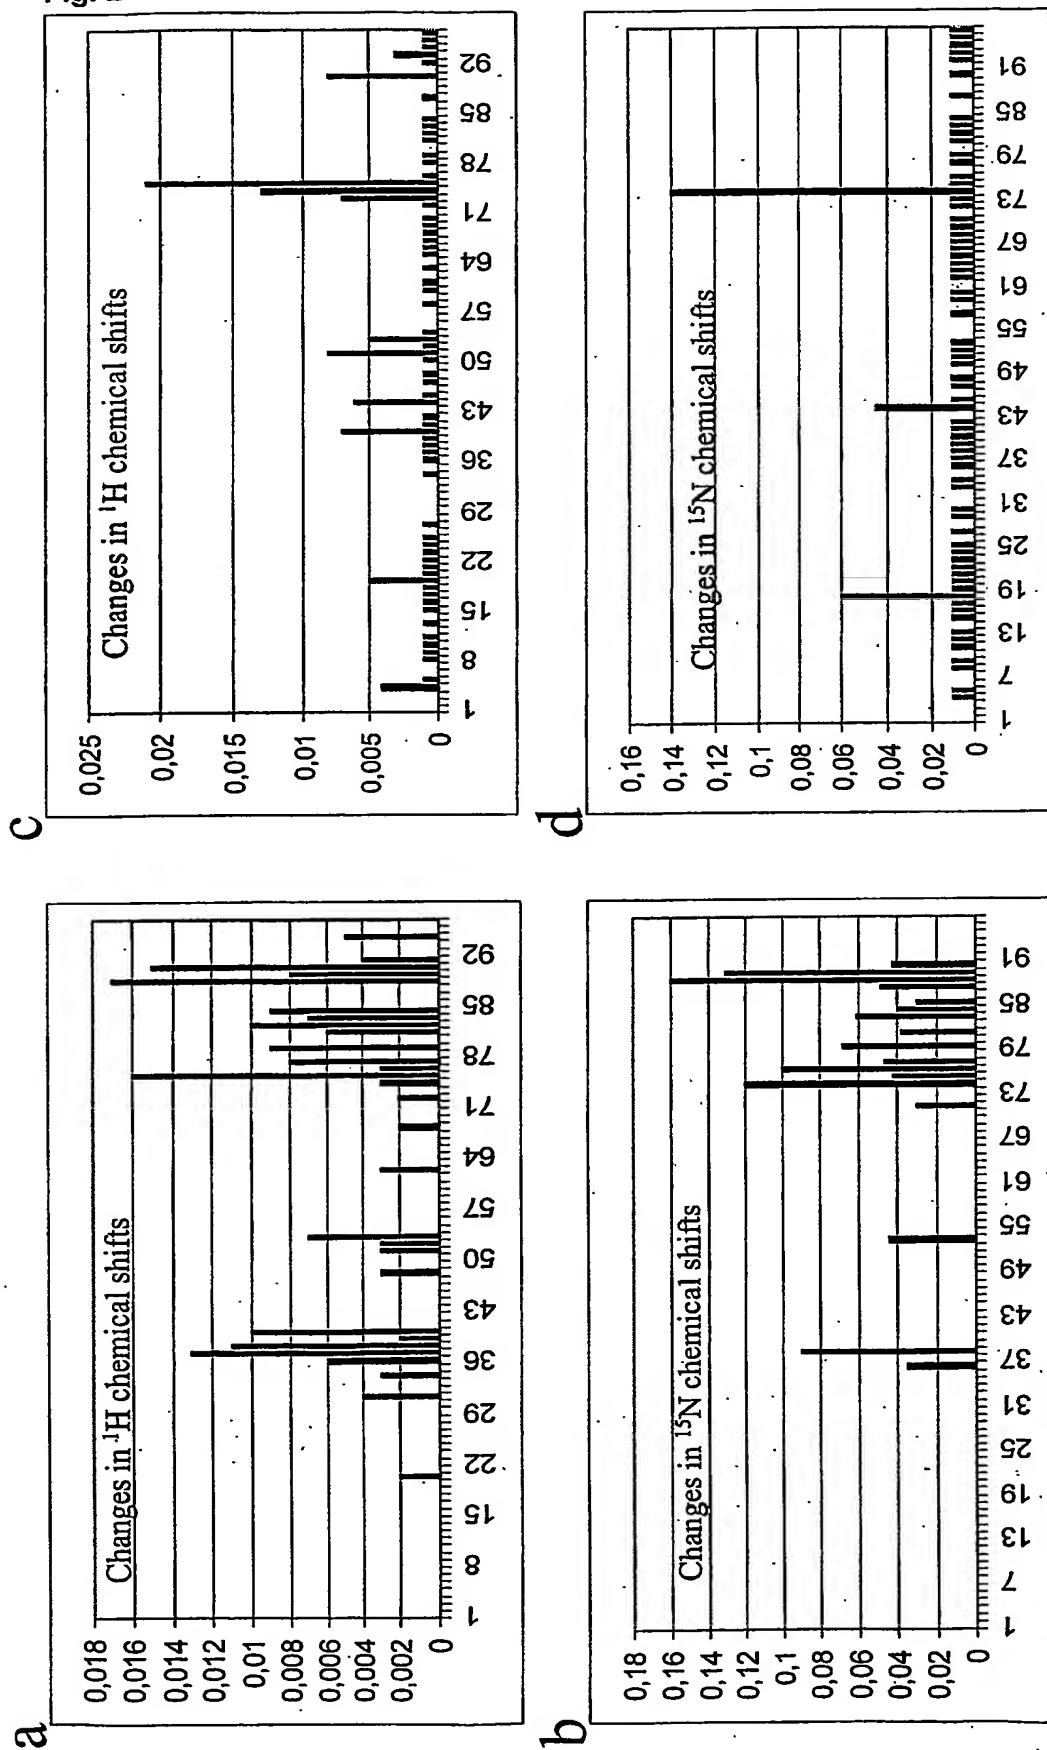 a
Changes in ¹H chemical shifts
0,018
0,016
0,014
0,012
0,01
0,008
0,006
0,004
0,002
0
1 8 15 22 29 36 43 50 57 64 71 78 85 92
b
Changes in ¹⁵N chemical shifts
0,18
0,16
0,14
0,12
0,1
0,08
0,06
0,04
0,02
0
1 7 13 19 25 31 37 43 49 55 61 67 73 79 85 91
c
Changes in ¹H chemical shifts
0,025
0,02
0,015
0,01
0,005
0
1 8 15 22 29 36 43 50 57 64 71 78 85 92
d
Changes in ¹⁵N chemical shifts
0,16
0,14
0,12
0,1
0,08
0,06
0,04
0,02
0
1 7 13 19 25 31 37 43 49 55 61 67 73 79 85 91